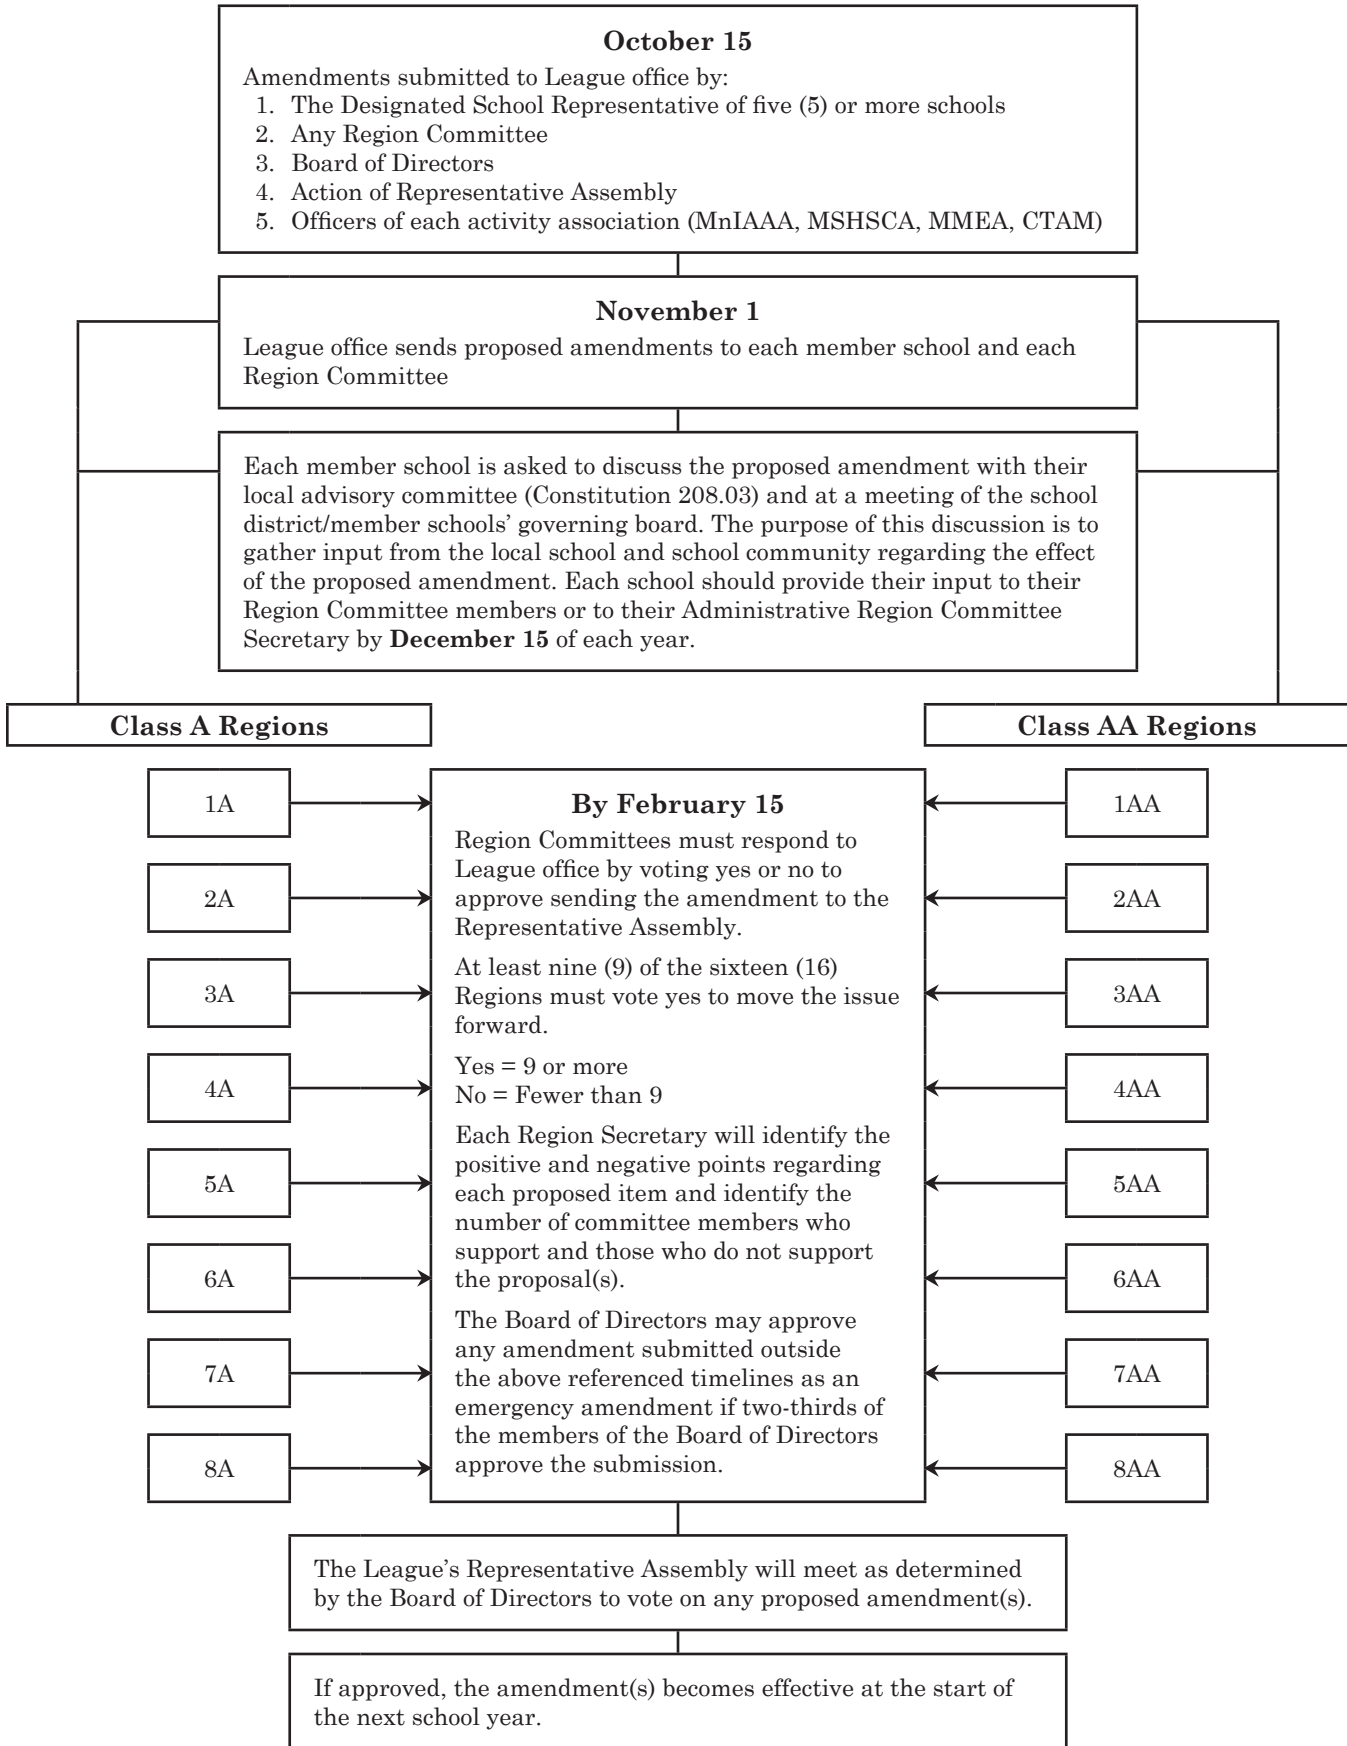 October 15
Amendments submitted to League office by:
1. The Designated School Representative of five (5) or more schools
2. Any Region Committee
3. Board of Directors
4. Action of Representative Assembly
5. Officers of each activity association (MnIAAA, MSHSCA, MMEA, CTAM)
November 1
League office sends proposed amendments to each member school and each
Region Committee
Each member school is asked to discuss the proposed amendment with their
local advisory committee (Constitution 208.03) and at a meeting of the school
district/member schools’ governing board. The purpose of this discussion is to
gather input from the local school and school community regarding the effect
of the proposed amendment. Each school should provide their input to their
Region Committee members or to their Administrative Region Committee
Secretary by December 15 of each year.
Class A Regions
1A
2A
3A
4A
5A
6A
7A
8A
By February 15
Region Committees must respond to
League office by voting yes or no to
approve sending the amendment to the
Representative Assembly.
At least nine (9) of the sixteen (16)
Regions must vote yes to move the issue
forward.
Yes = 9 or more
No = Fewer than 9
Each Region Secretary will identify the
positive and negative points regarding
each proposed item and identify the
number of committee members who
support and those who do not support
the proposal(s).
The Board of Directors may approve
any amendment submitted outside
the above referenced timelines as an
emergency amendment if two-thirds of
the members of the Board of Directors
approve the submission.
Class AA Regions
1AA
2AA
3AA
4AA
5AA
6AA
7AA
8AA
The League’s Representative Assembly will meet as determined
by the Board of Directors to vote on any proposed amendment(s).
If approved, the amendment(s) becomes effective at the start of
the next school year.